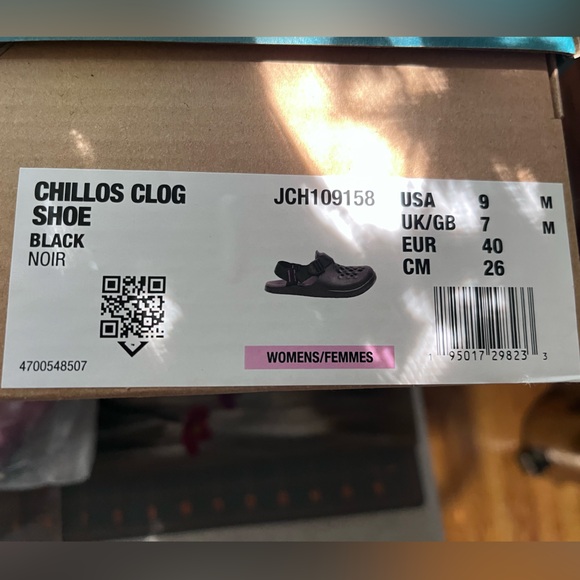 CHILLOS CLOG
SHOE
BLACK
NOIR
4700548507
JCH109158
WOMENS/FEMMES
USA 9 M
UK/GB 7 M
EUR 40
CM 26
1 95017 29823 3